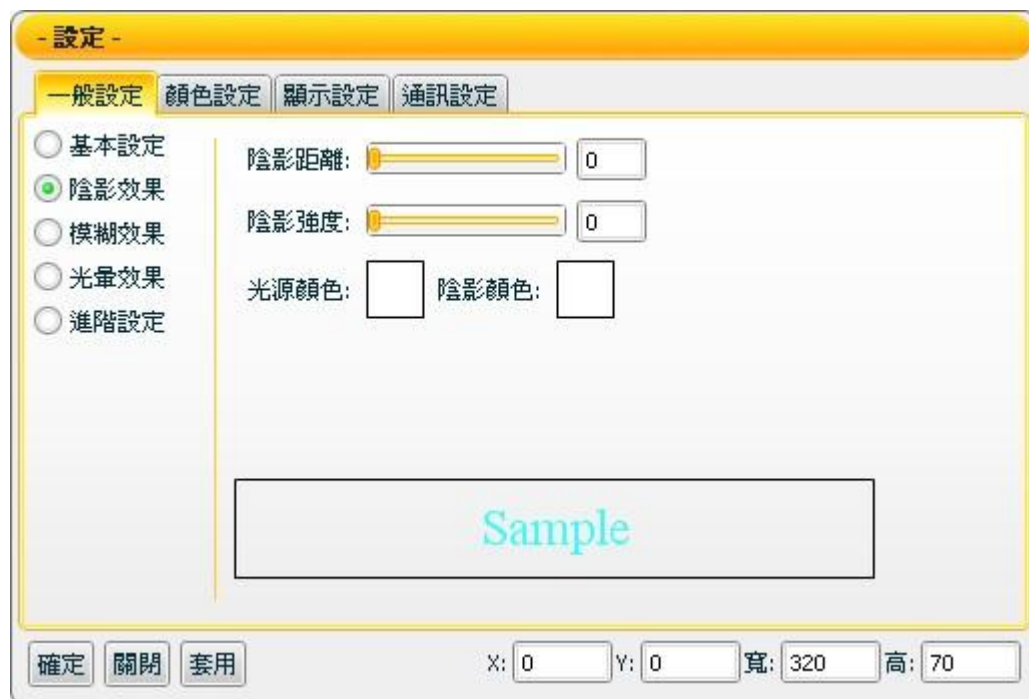 - 設定 -
一般設定 顏色設定 顯示設定 通訊設定
基本設定
陰影效果
模糊效果
光暈效果
進階設定
陰影距離: 0
陰影強度: 0
光源顏色: 陰影顏色:
Sample
確定 關閉 套用 X: 0 Y: 0 寬: 320 高: 70